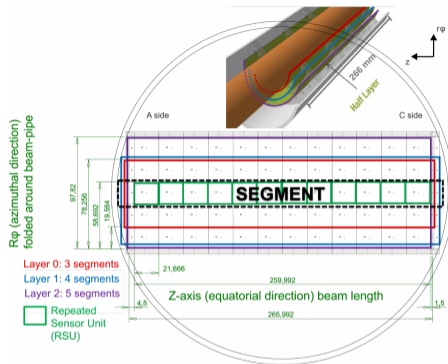 rφ
z
266 mm
Half Layer
A side
C side
Rφ (azimuthal direction)
folded around beam-pipe
97,82
78,256
58,692
19,564
SEGMENT
Layer 0: 3 segments
Layer 1: 4 segments
Layer 2: 5 segments
Repeated
Sensor Unit
(RSU)
21,666
259,992
Z-axis (equatorial direction) beam length
4,5
1,5
265,992